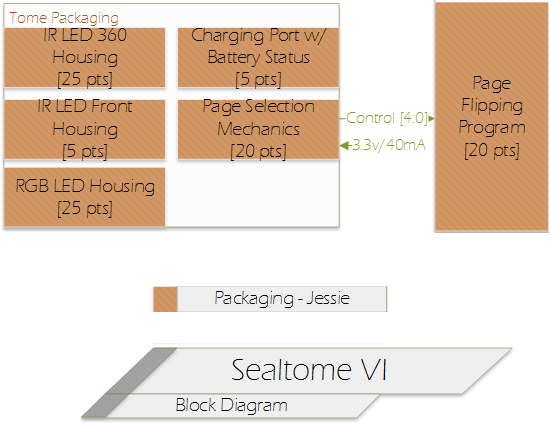 Tome Packaging
IR LED 360
Housing
[25 pts]
Charging Port w/
Battery Status
[5 pts]
IR LED Front
Housing
[5 pts]
Page Selection
Mechanics
[20 pts]
RGB LED Housing
[25 pts]
Control [4:0]
3.3v/ 40mA
Page
Flipping
Program
[20 pts]
Packaging - Jessie
Sealtome VI
Block Diagram